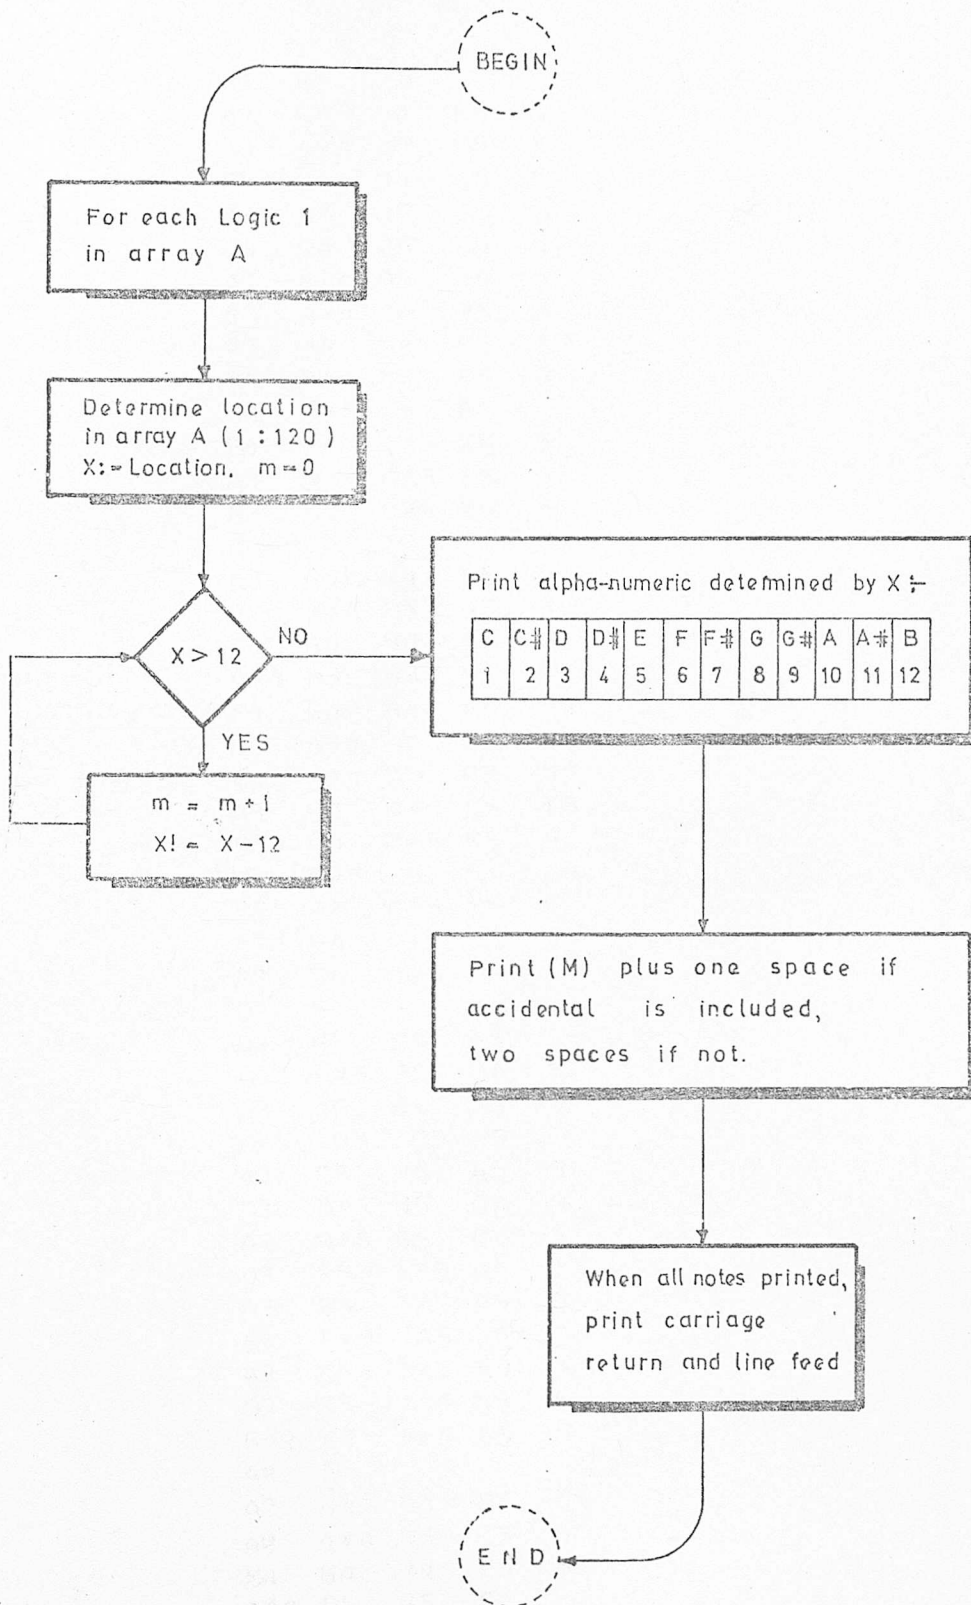 BEGIN
For each Logic 1
in array A
Determine location
in array A (1:120)
X:=Location. m=0
X > 12
NO
YES
m = m+1
X!= X-12
Print alpha-numeric determined by X :-
C C# D D# E F F# G G# A A# B
1 2 3 4 5 6 7 8 9 10 11 12
Print (M) plus one space if
accidental is included,
two spaces if not.
When all notes printed,
print carriage
return and line feed
END